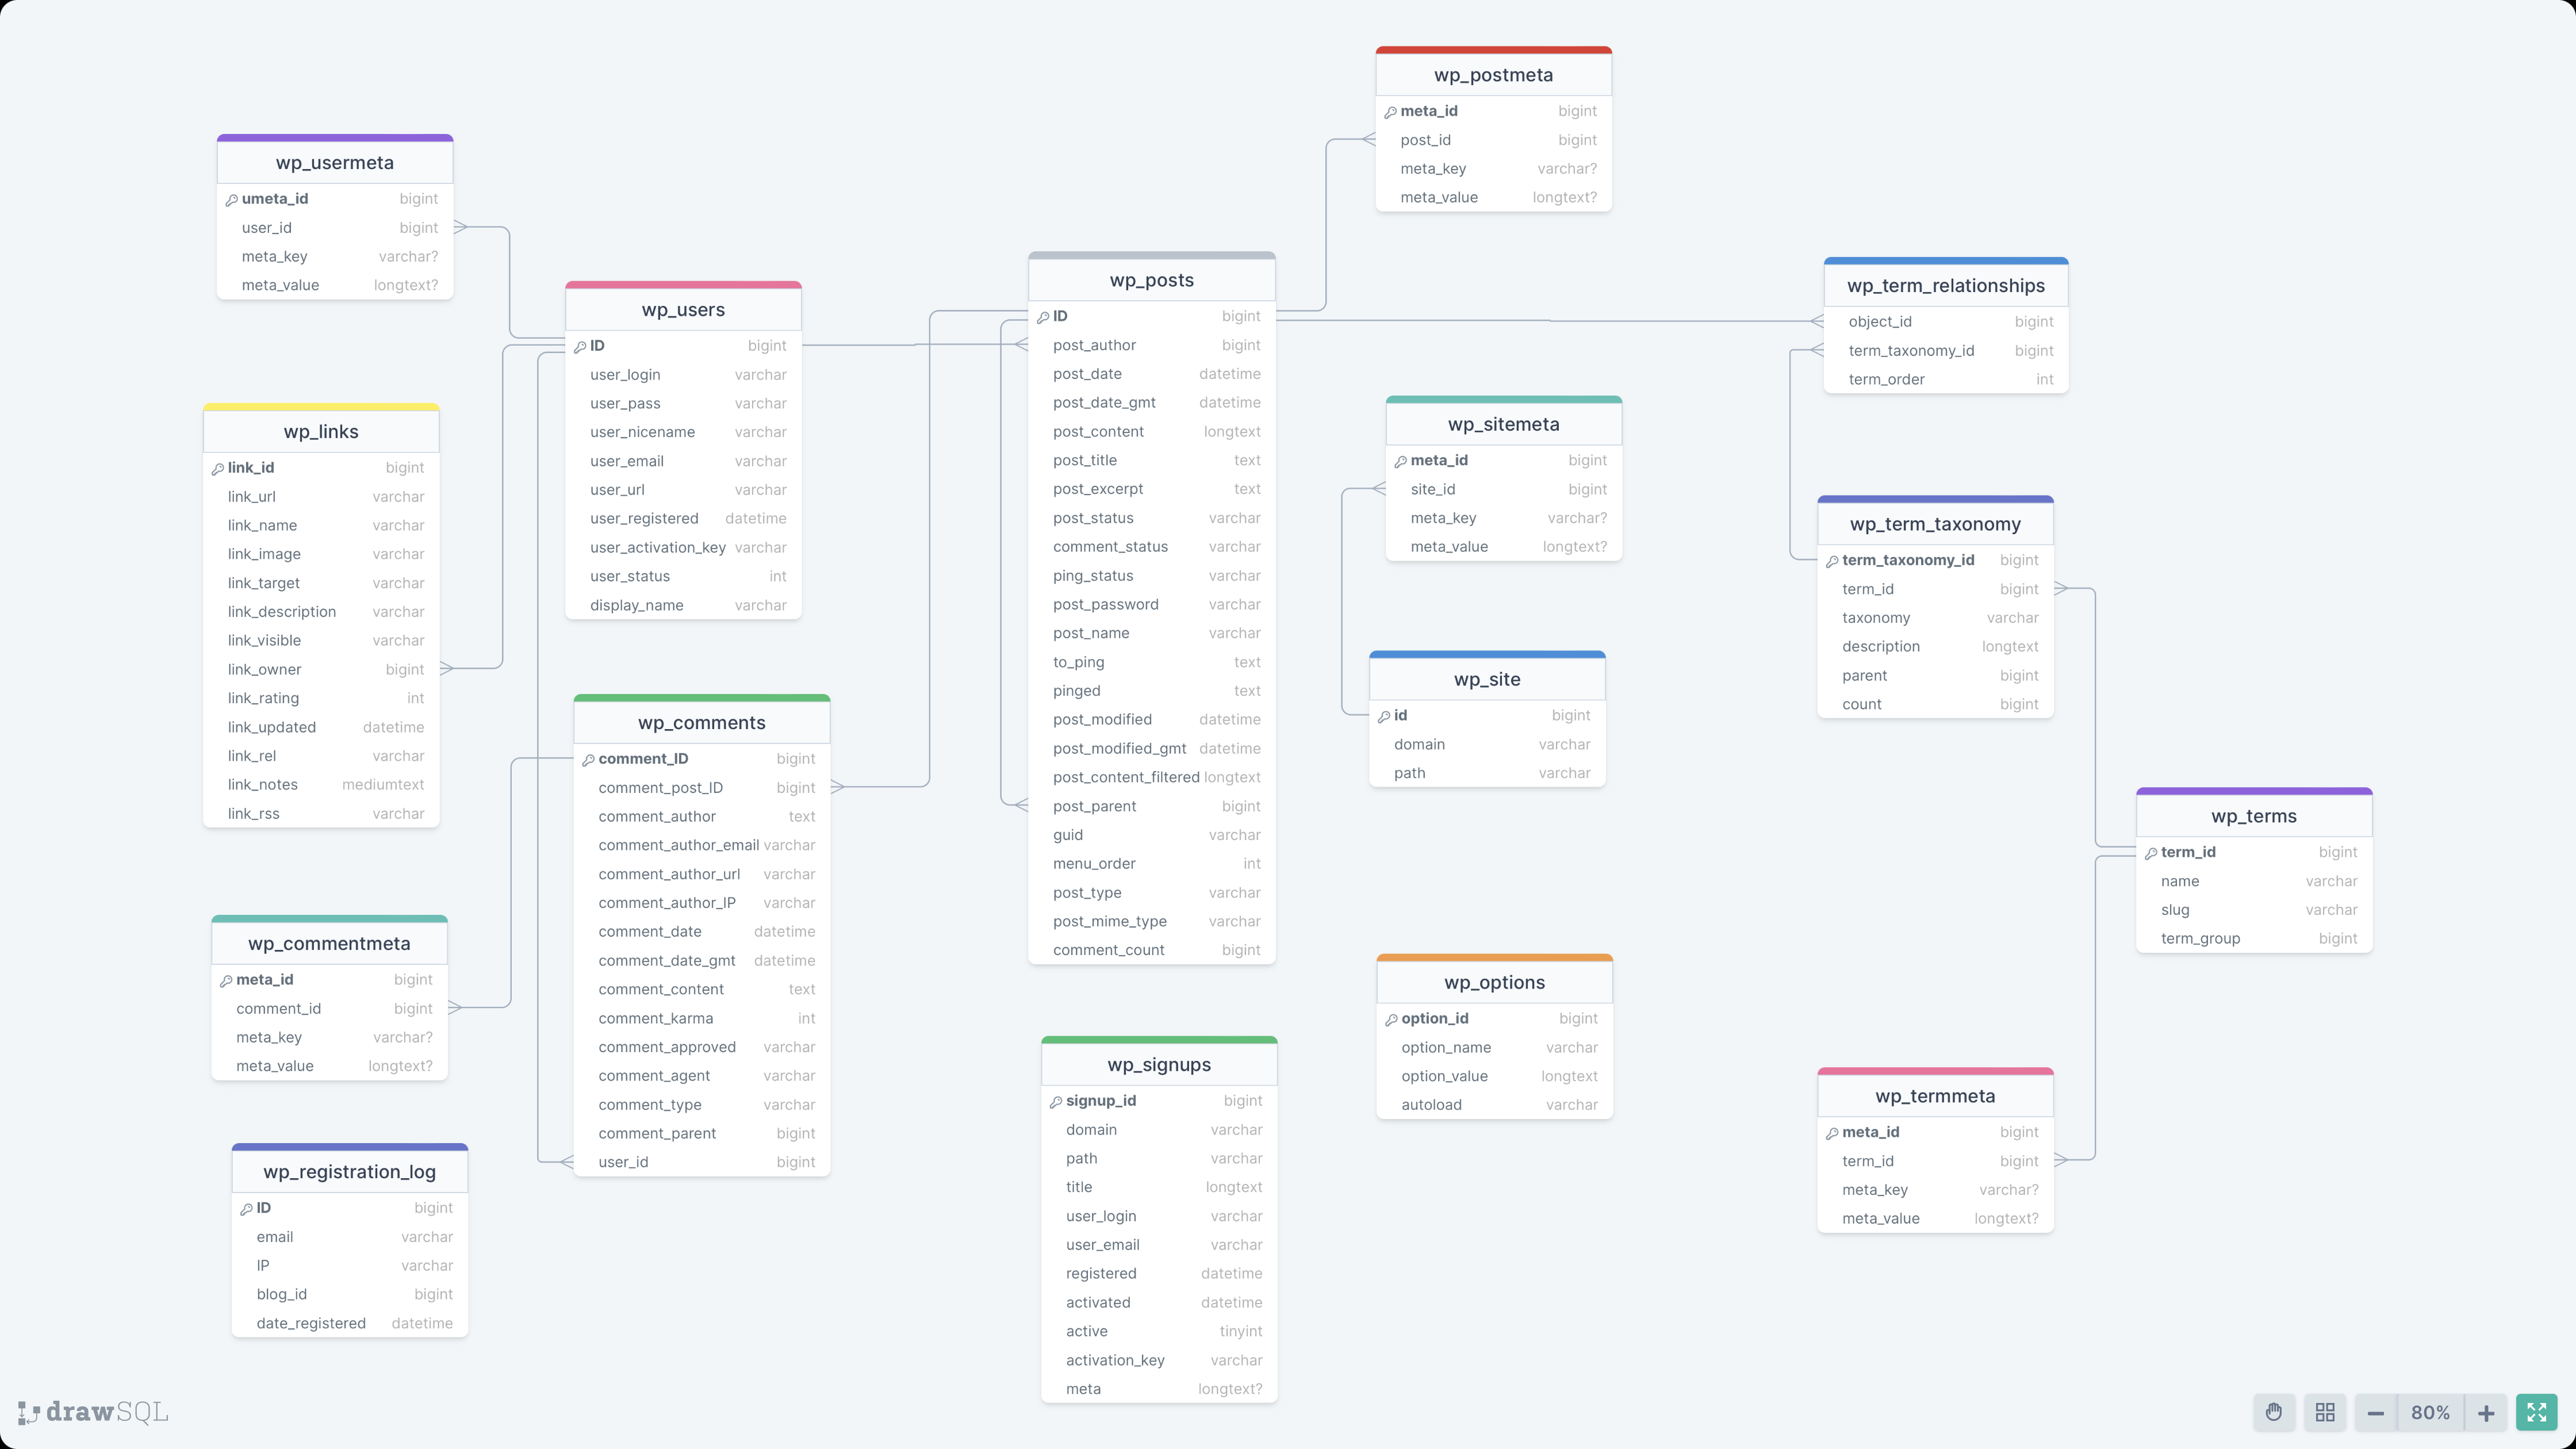 wp_postmeta
meta_id bigint
post_id bigint
meta_key varchar?
meta_value longtext?
wp_usermeta
umeta_id bigint
user_id bigint
meta_key varchar?
meta_value longtext?
wp_users
ID bigint
user_login varchar
user_pass varchar
user_nicename varchar
user_email varchar
user_url varchar
user_registered datetime
user_activation_key varchar
user_status int
display_name varchar
wp_posts
ID bigint
post_author bigint
post_date datetime
post_date_gmt datetime
post_content longtext
post_title text
post_excerpt text
post_status varchar
comment_status varchar
ping_status varchar
post_password varchar
post_name varchar
to_ping text
pinged text
post_modified datetime
post_modified_gmt datetime
post_content_filtered longtext
post_parent bigint
guid varchar
menu_order int
post_type varchar
post_mime_type varchar
comment_count bigint
wp_term_relationships
object_id bigint
term_taxonomy_id bigint
term_order int
wp_links
link_id bigint
link_url varchar
link_name varchar
link_image varchar
link_target varchar
link_description varchar
link_visible varchar
link_owner bigint
link_rating int
link_updated datetime
link_rel varchar
link_notes mediumtext
link_rss varchar
wp_sitemeta
meta_id bigint
site_id bigint
meta_key varchar?
meta_value longtext?
wp_term_taxonomy
term_taxonomy_id bigint
term_id bigint
taxonomy varchar
description longtext
parent bigint
count bigint
wp_site
id bigint
domain varchar
path varchar
wp_comments
comment_ID bigint
comment_post_ID bigint
comment_author text
comment_author_email varchar
comment_author_url varchar
comment_author_IP varchar
comment_date datetime
comment_date_gmt datetime
comment_content text
comment_karma int
comment_approved varchar
comment_agent varchar
comment_type varchar
comment_parent bigint
user_id bigint
wp_terms
term_id bigint
name varchar
slug varchar
term_group bigint
wp_commentmeta
meta_id bigint
comment_id bigint
meta_key varchar?
meta_value longtext?
wp_options
option_id bigint
option_name varchar
option_value longtext
autoload varchar
wp_signups
signup_id bigint
domain varchar
path varchar
title longtext
user_login varchar
user_email varchar
registered datetime
activated datetime
active tinyint
activation_key varchar
meta longtext?
wp_termmeta
meta_id bigint
term_id bigint
meta_key varchar?
meta_value longtext?
wp_registration_log
ID bigint
email varchar
IP varchar
blog_id bigint
date_registered datetime
drawSQL
80%